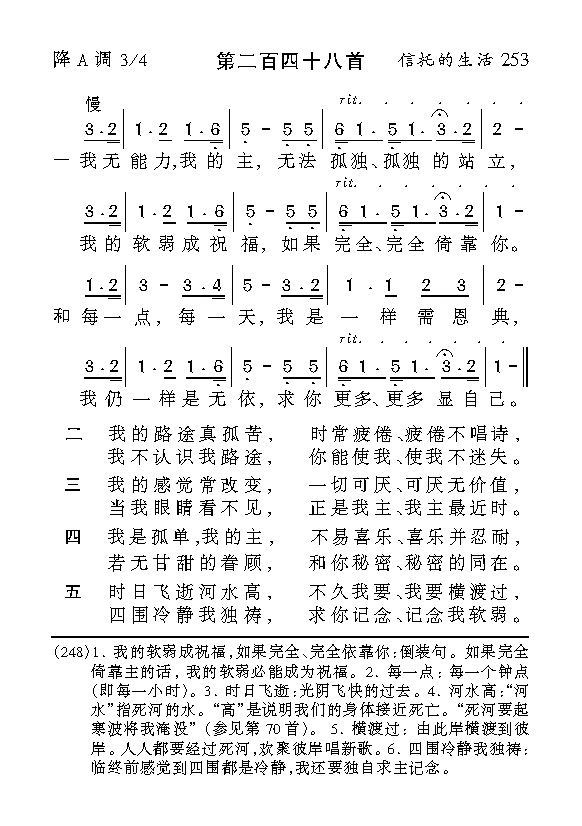 降 A 调 3/4 第二百四十八首 信托的生活 253
慢 rit. . . . . . .
3·2 | 1·2 1·6 | 5 - 5 5 | 6 1· 5 1· 3·2 | 2 -
一 我无 能力,我的 主, 无法 孤独、孤独 的站 立,
rit. . . . . . .
3·2 | 1·2 1·6 | 5 - 5 5 | 6 1· 5 1· 3·2 | 1 -
我的 软弱成祝 福, 如果 完全、完全 倚靠 你。
1·2 | 3 - 3·4 | 5 - 3·2 | 1 · 1 2 3 | 2 -
和 每一 点, 每一 天,我是 一 样 需 恩 典,
rit. . . . . . .
3·2 | 1·2 1·6 | 5 - 5 5 | 6 1· 5 1· 3·2 | 1 -
我仍 一样是无 依, 求你 更多、更多 显自 己。
二 我的路途真孤苦, 时常疲倦、疲倦不唱诗,
我不认识我路途, 你能使我、使我不迷失。
三 我的感觉常改变, 一切可厌、可厌无价值,
当我眼睛看不见, 正是我主、我主最近时。
四 我是孤单,我的主, 不易喜乐、喜乐并忍耐,
若无甘甜的眷顾, 和你秘密、秘密的同在。
五 时日飞逝河水高, 不久我要、我要横渡过,
四围冷静我独祷, 求你记念、记念我软弱。
(248)1. 我的软弱成祝福,如果完全、完全依靠你:倒装句。如果完全
倚靠主的话, 我的软弱必能成为祝福。2. 每一点: 每一个钟点
(即每一小时)。3. 时日飞逝:光阴飞快的过去。4. 河水高:“河
水”指死河的水。“高”是说明我们的身体接近死亡。“死河要起
寒波将我淹没” (参见第 70 首)。 5. 横渡过: 由此岸横渡到彼
岸。人人都要经过死河,欢聚彼岸唱新歌。6. 四围冷静我独祷:
临终前感觉到四围都是冷静,我还要独自求主记念。